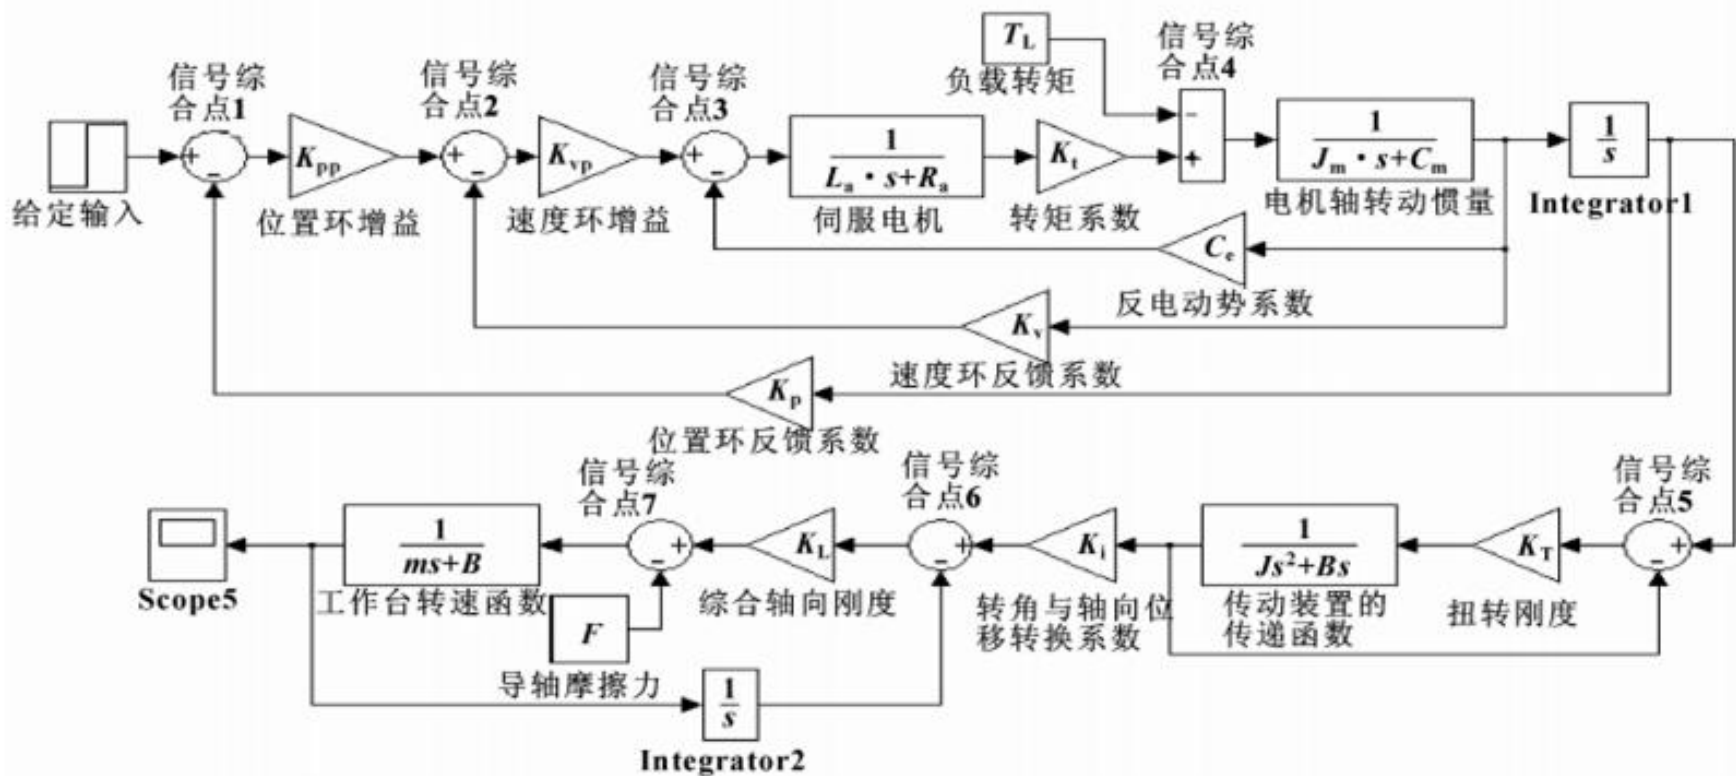 T_L
负载转矩
信号综
合点4
信号综
合点1
信号综
合点2
信号综
合点3
给定输入
K_pp
位置环增益
K_vp
速度环增益
1
L_a · s+R_a
伺服电机
K_t
转矩系数
−
+
1
J_m · s+C_m
电机轴转动惯量
1
s
Integrator1
+
−
+
−
+
−
C_e
反电动势系数
K_v
速度环反馈系数
K_p
位置环反馈系数
信号综
合点5
+
−
K_T
扭转刚度
1
Js²+Bs
传动装置的
传递函数
K_i
转角与轴向位
移转换系数
信号综
合点6
+
−
K_L
综合轴向刚度
信号综
合点7
+
−
F
导轴摩擦力
1
ms+B
工作台转速函数
Scope5
1
s
Integrator2